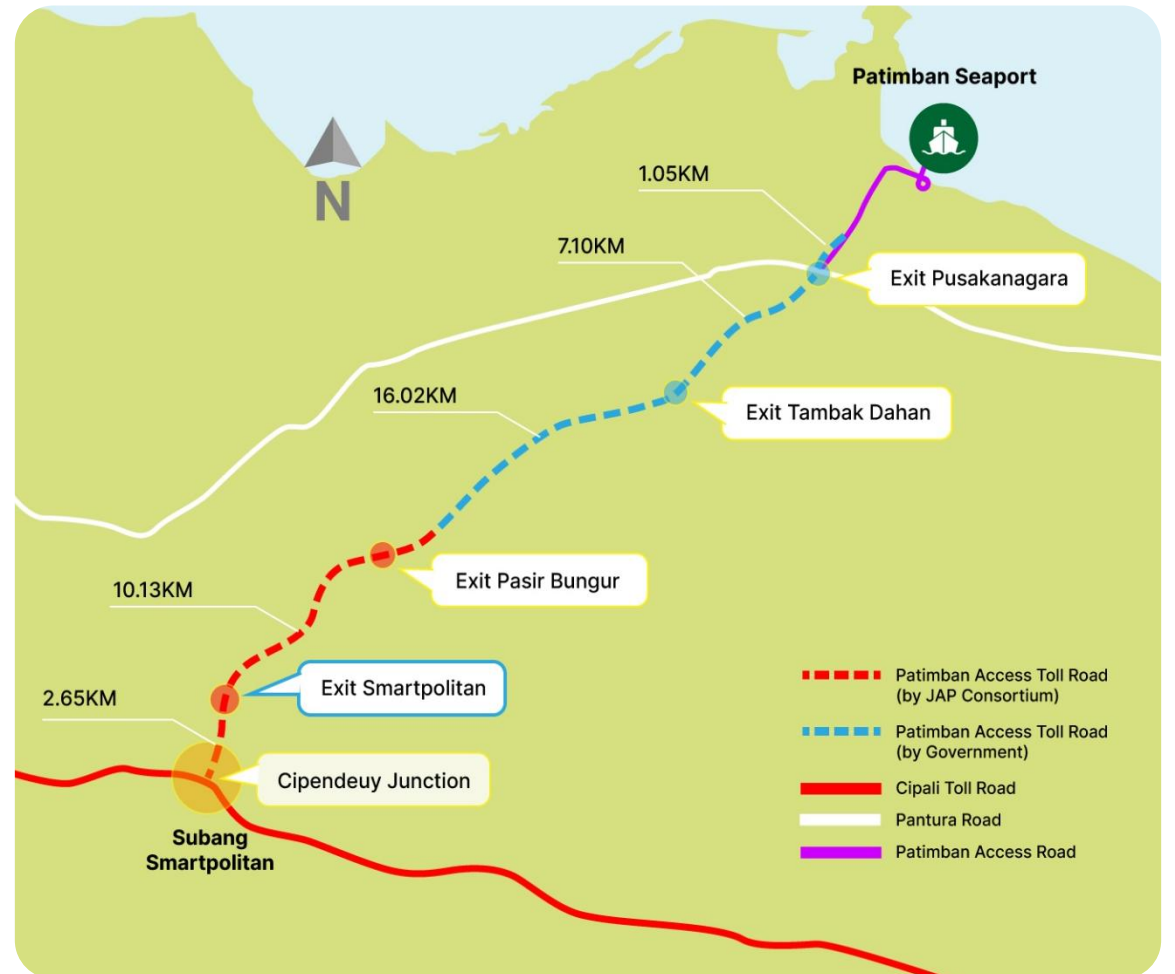 Patimban Seaport
N
1.05KM
7.10KM
Exit Pusakanagara
16.02KM
Exit Tambak Dahan
Exit Pasir Bungur
10.13KM
Exit Smartpolitan
2.65KM
Cipendeuy Junction
Subang
Smartpolitan
Patimban Access Toll Road
(by JAP Consortium)
Patimban Access Toll Road
(by Government)
Cipali Toll Road
Pantura Road
Patimban Access Road